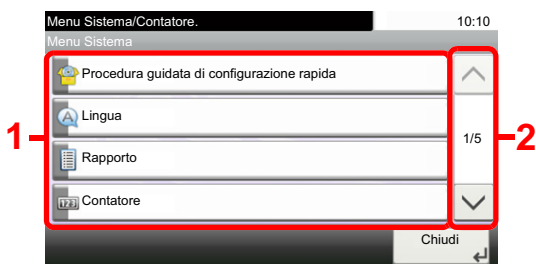 Menu Sistema/Contatore. 10:10
Menu Sistema
Procedura guidata di configurazione rapida
Lingua
1 1/5 2
Rapporto
123 Contatore
Chiudi